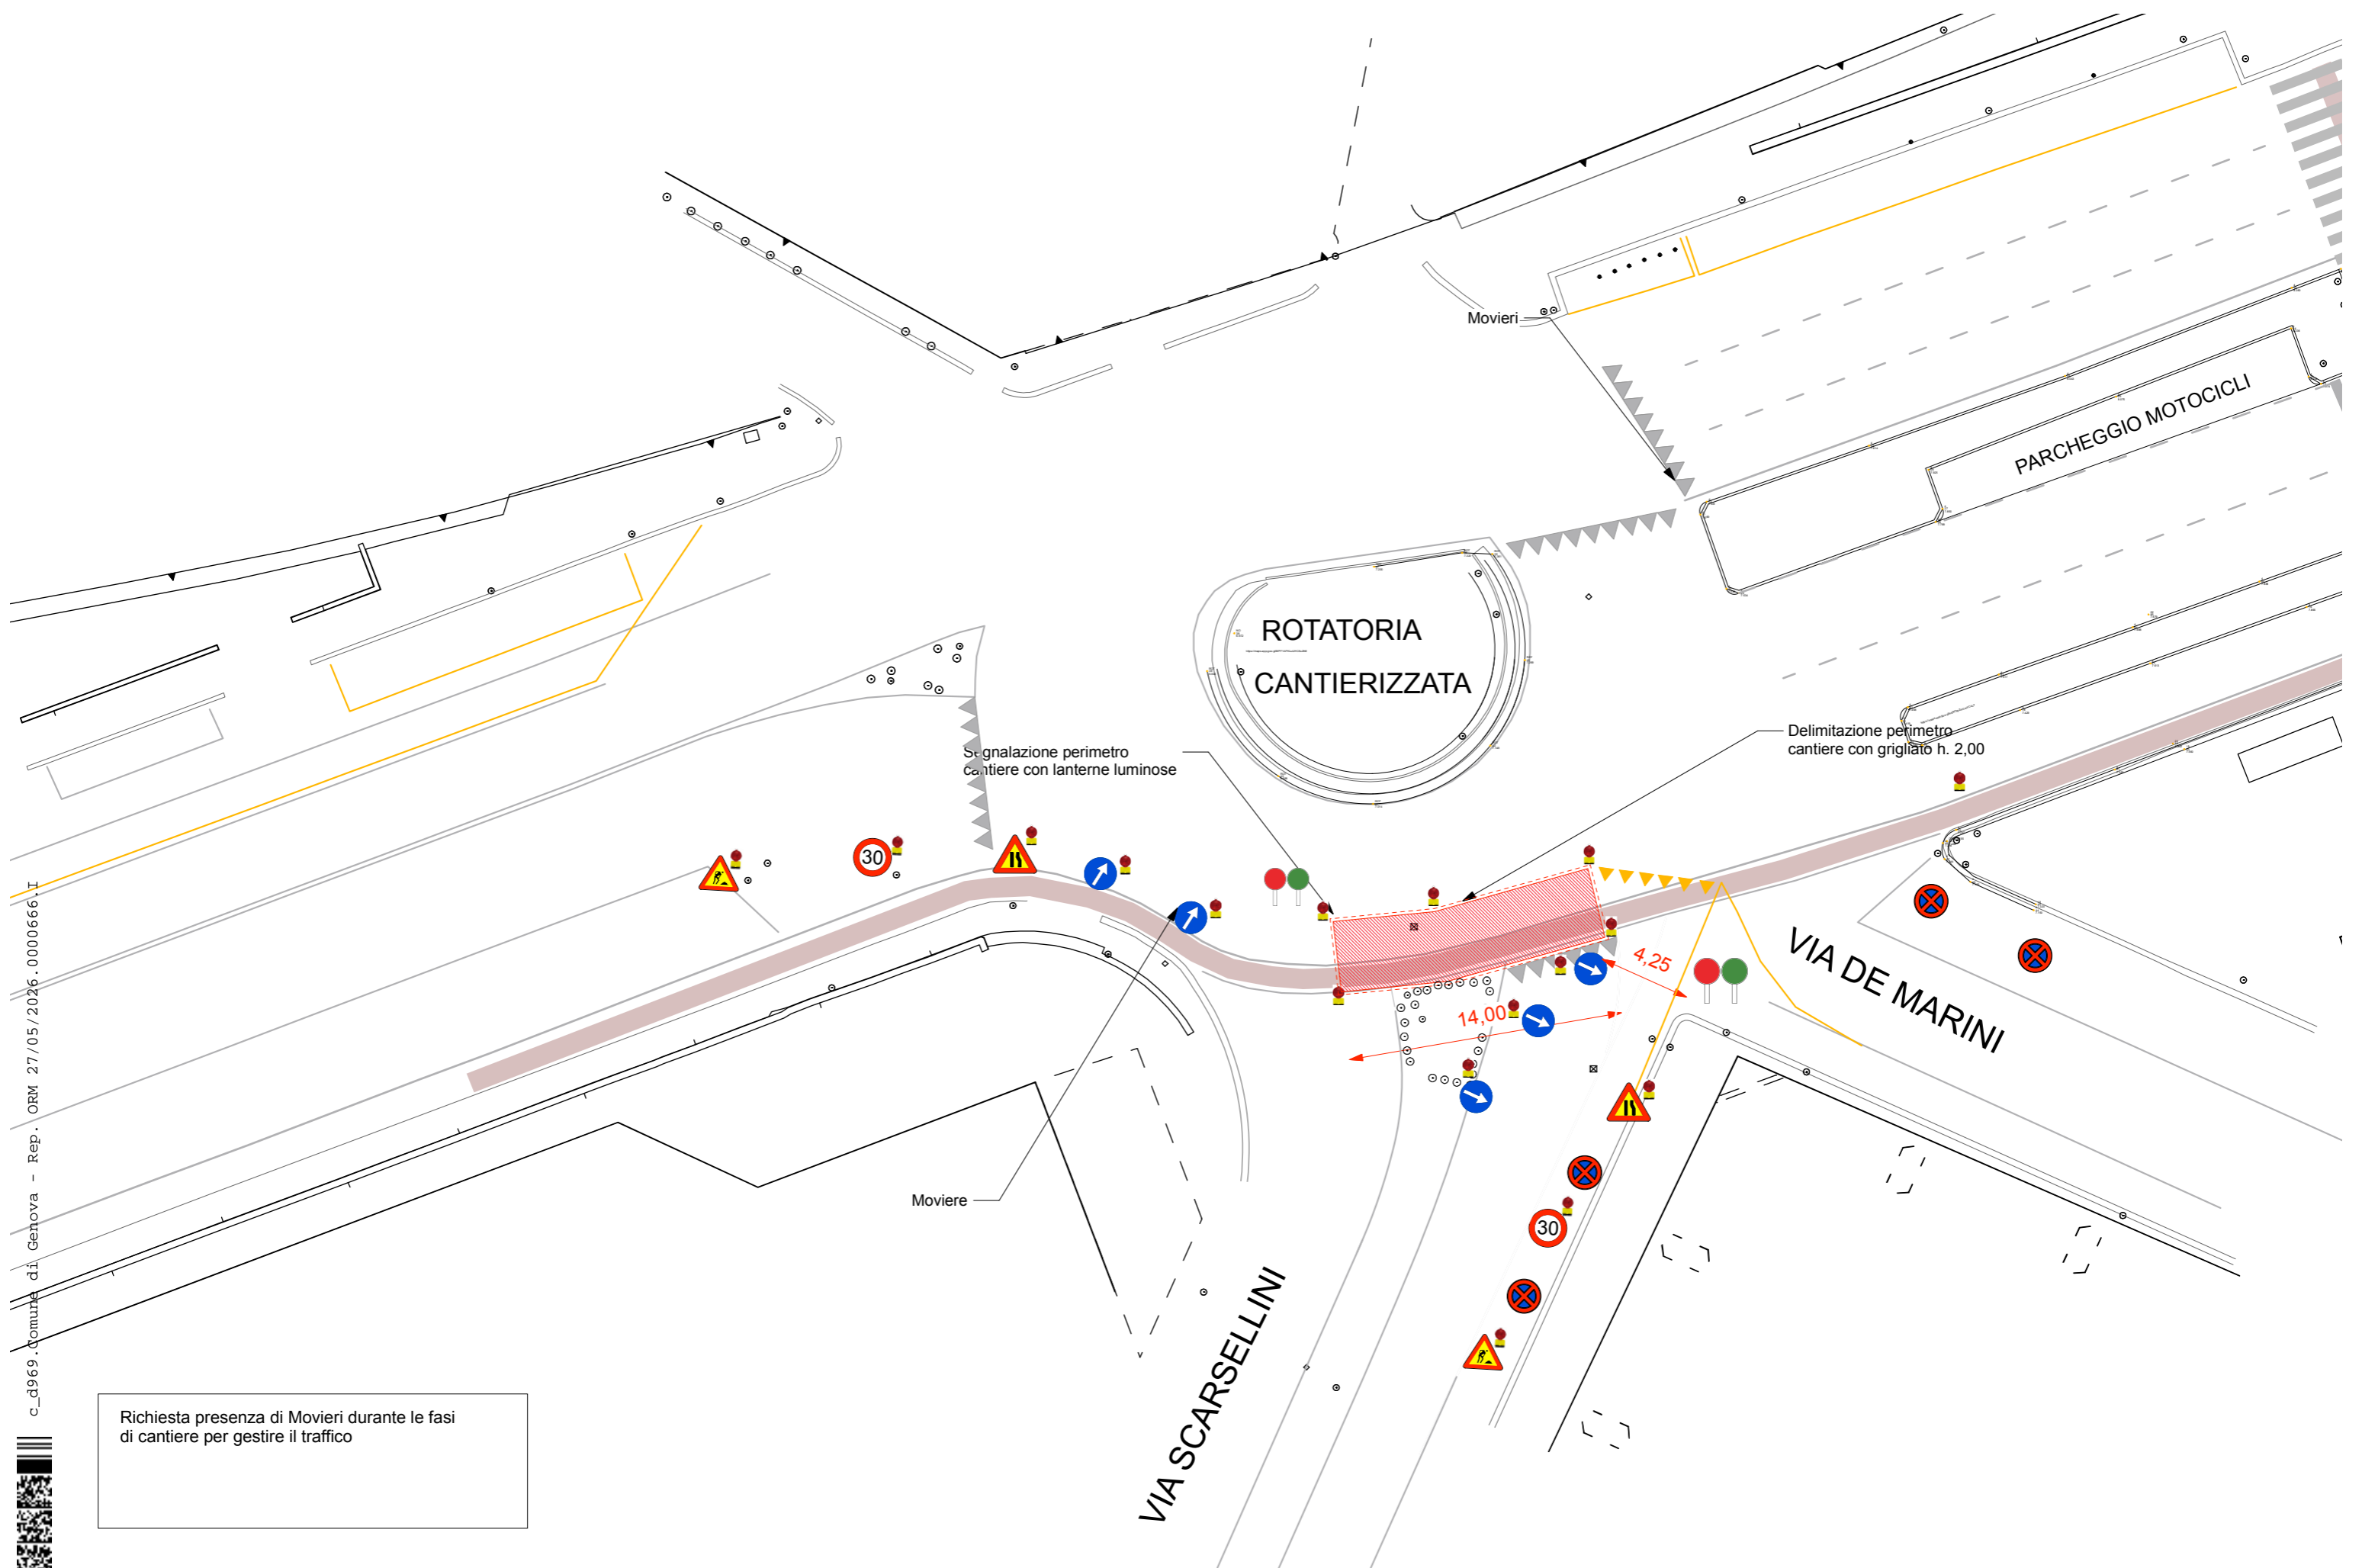 Movieri
PARCHEGGIO MOTOCICLI
ROTATORIA
CANTIERIZZATA
Segnalazione perimetro
cantiere con lanterne luminose
Delimitazione perimetro
cantiere con grigliato h. 2,00
30
4,25
14,00
VIA DE MARINI
Moviere
30
VIA SCARSELLINI
Richiesta presenza di Movieri durante le fasi
di cantiere per gestire il traffico
c_d969.Comune di Genova - Rep. ORM 27/05/2026.0000666.I